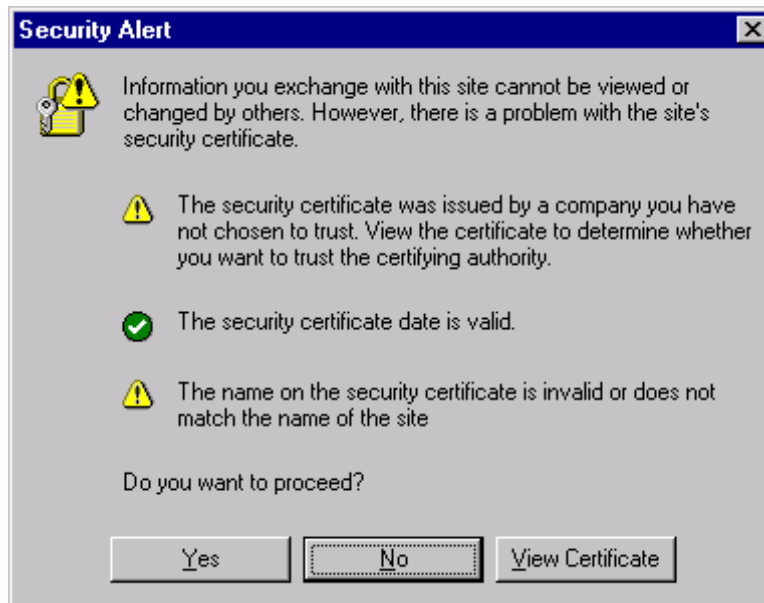 Security Alert
Information you exchange with this site cannot be viewed or
changed by others. However, there is a problem with the site's
security certificate.
The security certificate was issued by a company you have
not chosen to trust. View the certificate to determine whether
you want to trust the certifying authority.
The security certificate date is valid.
The name on the security certificate is invalid or does not
match the name of the site
Do you want to proceed?
Yes No View Certificate